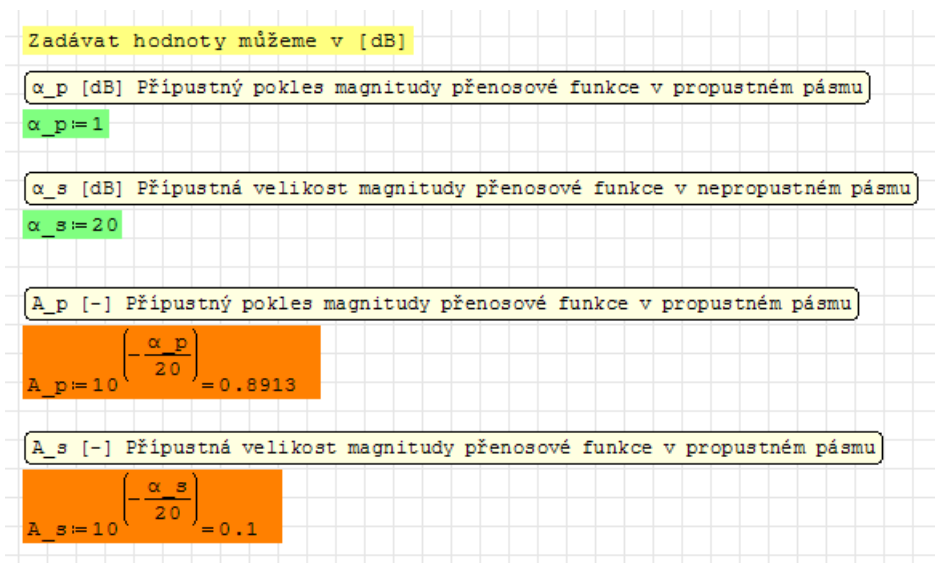 Zadávat hodnoty můžeme v [dB]
α_p [dB] Přípustný pokles magnitudy přenosové funkce v propustném pásmu
α_p≔1
α_s [dB] Přípustná velikost magnitudy přenosové funkce v nepropustném pásmu
α_s≔20
A_p [-] Přípustný pokles magnitudy přenosové funkce v propustném pásmu
A_p≔10^(-α_p/20)=0.8913
A_s [-] Přípustná velikost magnitudy přenosové funkce v propustném pásmu
A_s≔10^(-α_s/20)=0.1